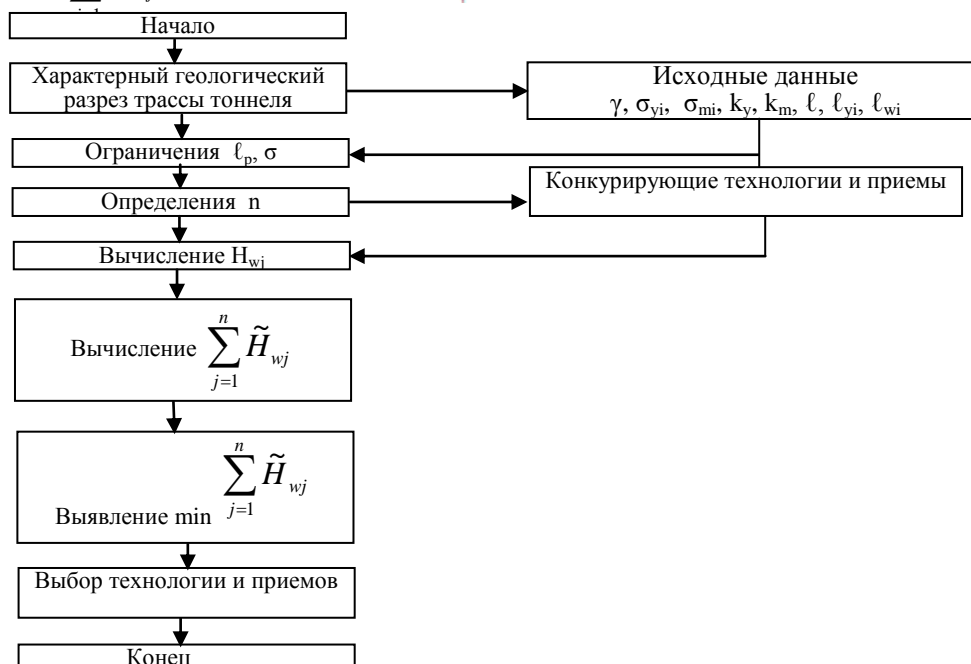 Начало
Характерный геологический
разрез трассы тоннеля
Исходные данные
γ, σyi, σmi, ky, km, ℓ, ℓyi, ℓwi
Ограничения ℓp, σ
Конкурирующие технологии и приемы
Определения n
Вычисление Hwj
Вычисление ∑_{j=1}^{n} H̃wj
Выявление min ∑_{j=1}^{n} H̃wj
Выбор технологии и приемов
Конец